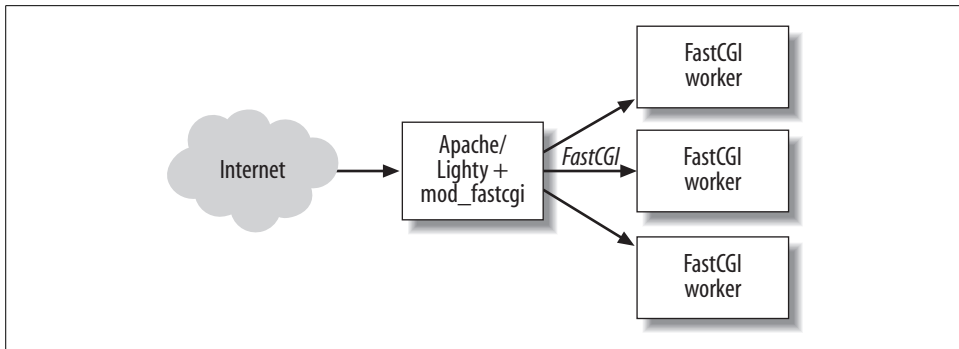 Internet
Apache/
Lighty +
mod_fastcgi
FastCGI
FastCGI
worker
FastCGI
worker
FastCGI
worker